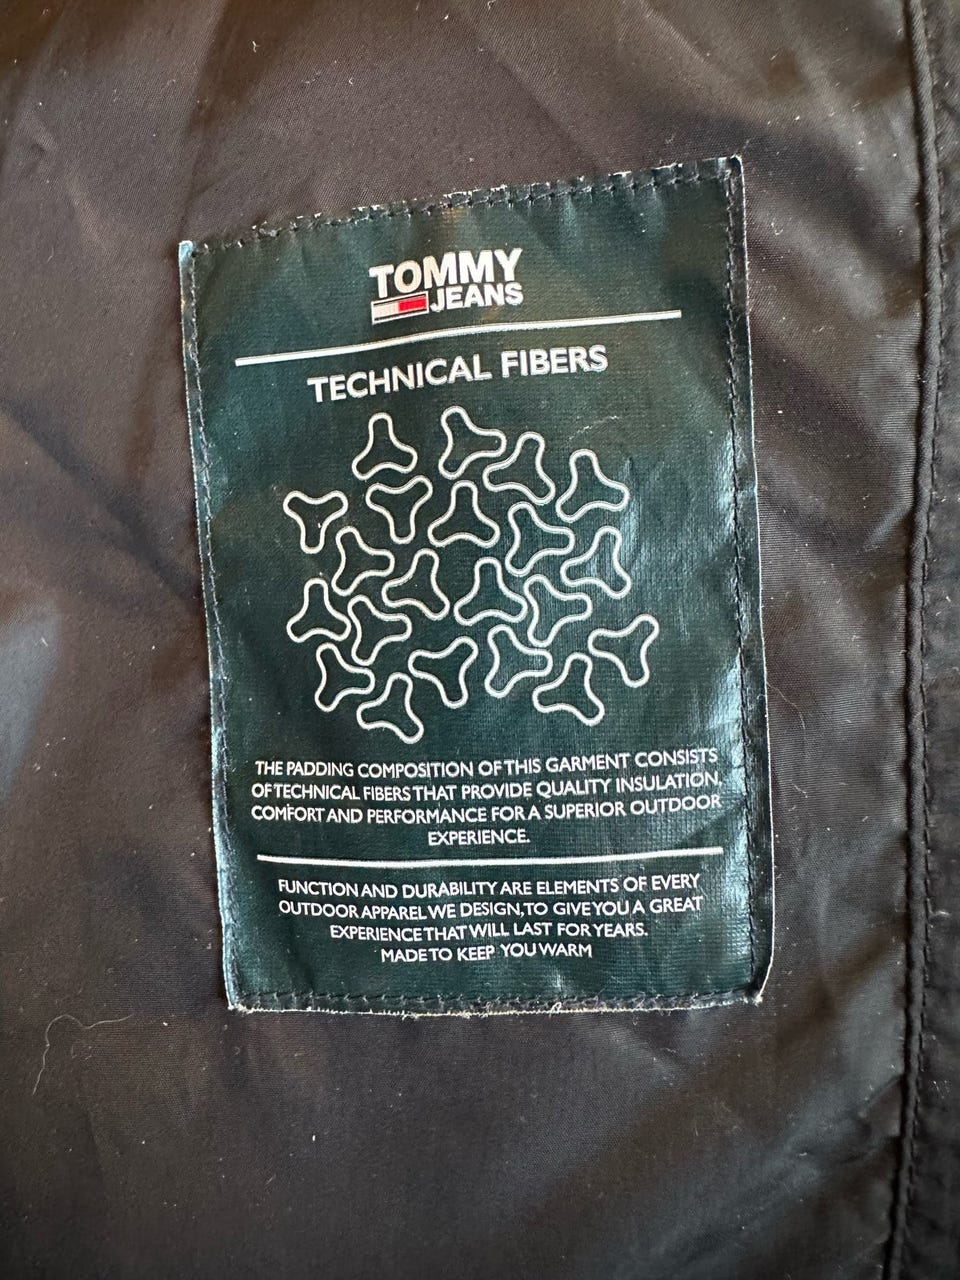 TOMMY
JEANS
TECHNICAL FIBERS
THE PADDING COMPOSITION OF THIS GARMENT CONSISTS
OF TECHNICAL FIBERS THAT PROVIDE QUALITY INSULATION,
COMFORT AND PERFORMANCE FOR A SUPERIOR OUTDOOR
EXPERIENCE.
FUNCTION AND DURABILITY ARE ELEMENTS OF EVERY
OUTDOOR APPAREL WE DESIGN,TO GIVE YOU A GREAT
EXPERIENCE THAT WILL LAST FOR YEARS.
MADE TO KEEP YOU WARM